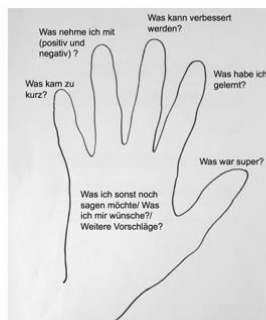 Was kann verbessert
werden?
Was nehme ich mit
(positiv und
negativ) ?
Was habe ich
gelernt?
Was kam zu
kurz?
Was war super?
Was ich sonst noch
sagen möchte/ Was
ich mir wünsche?/
Weitere Vorschläge?